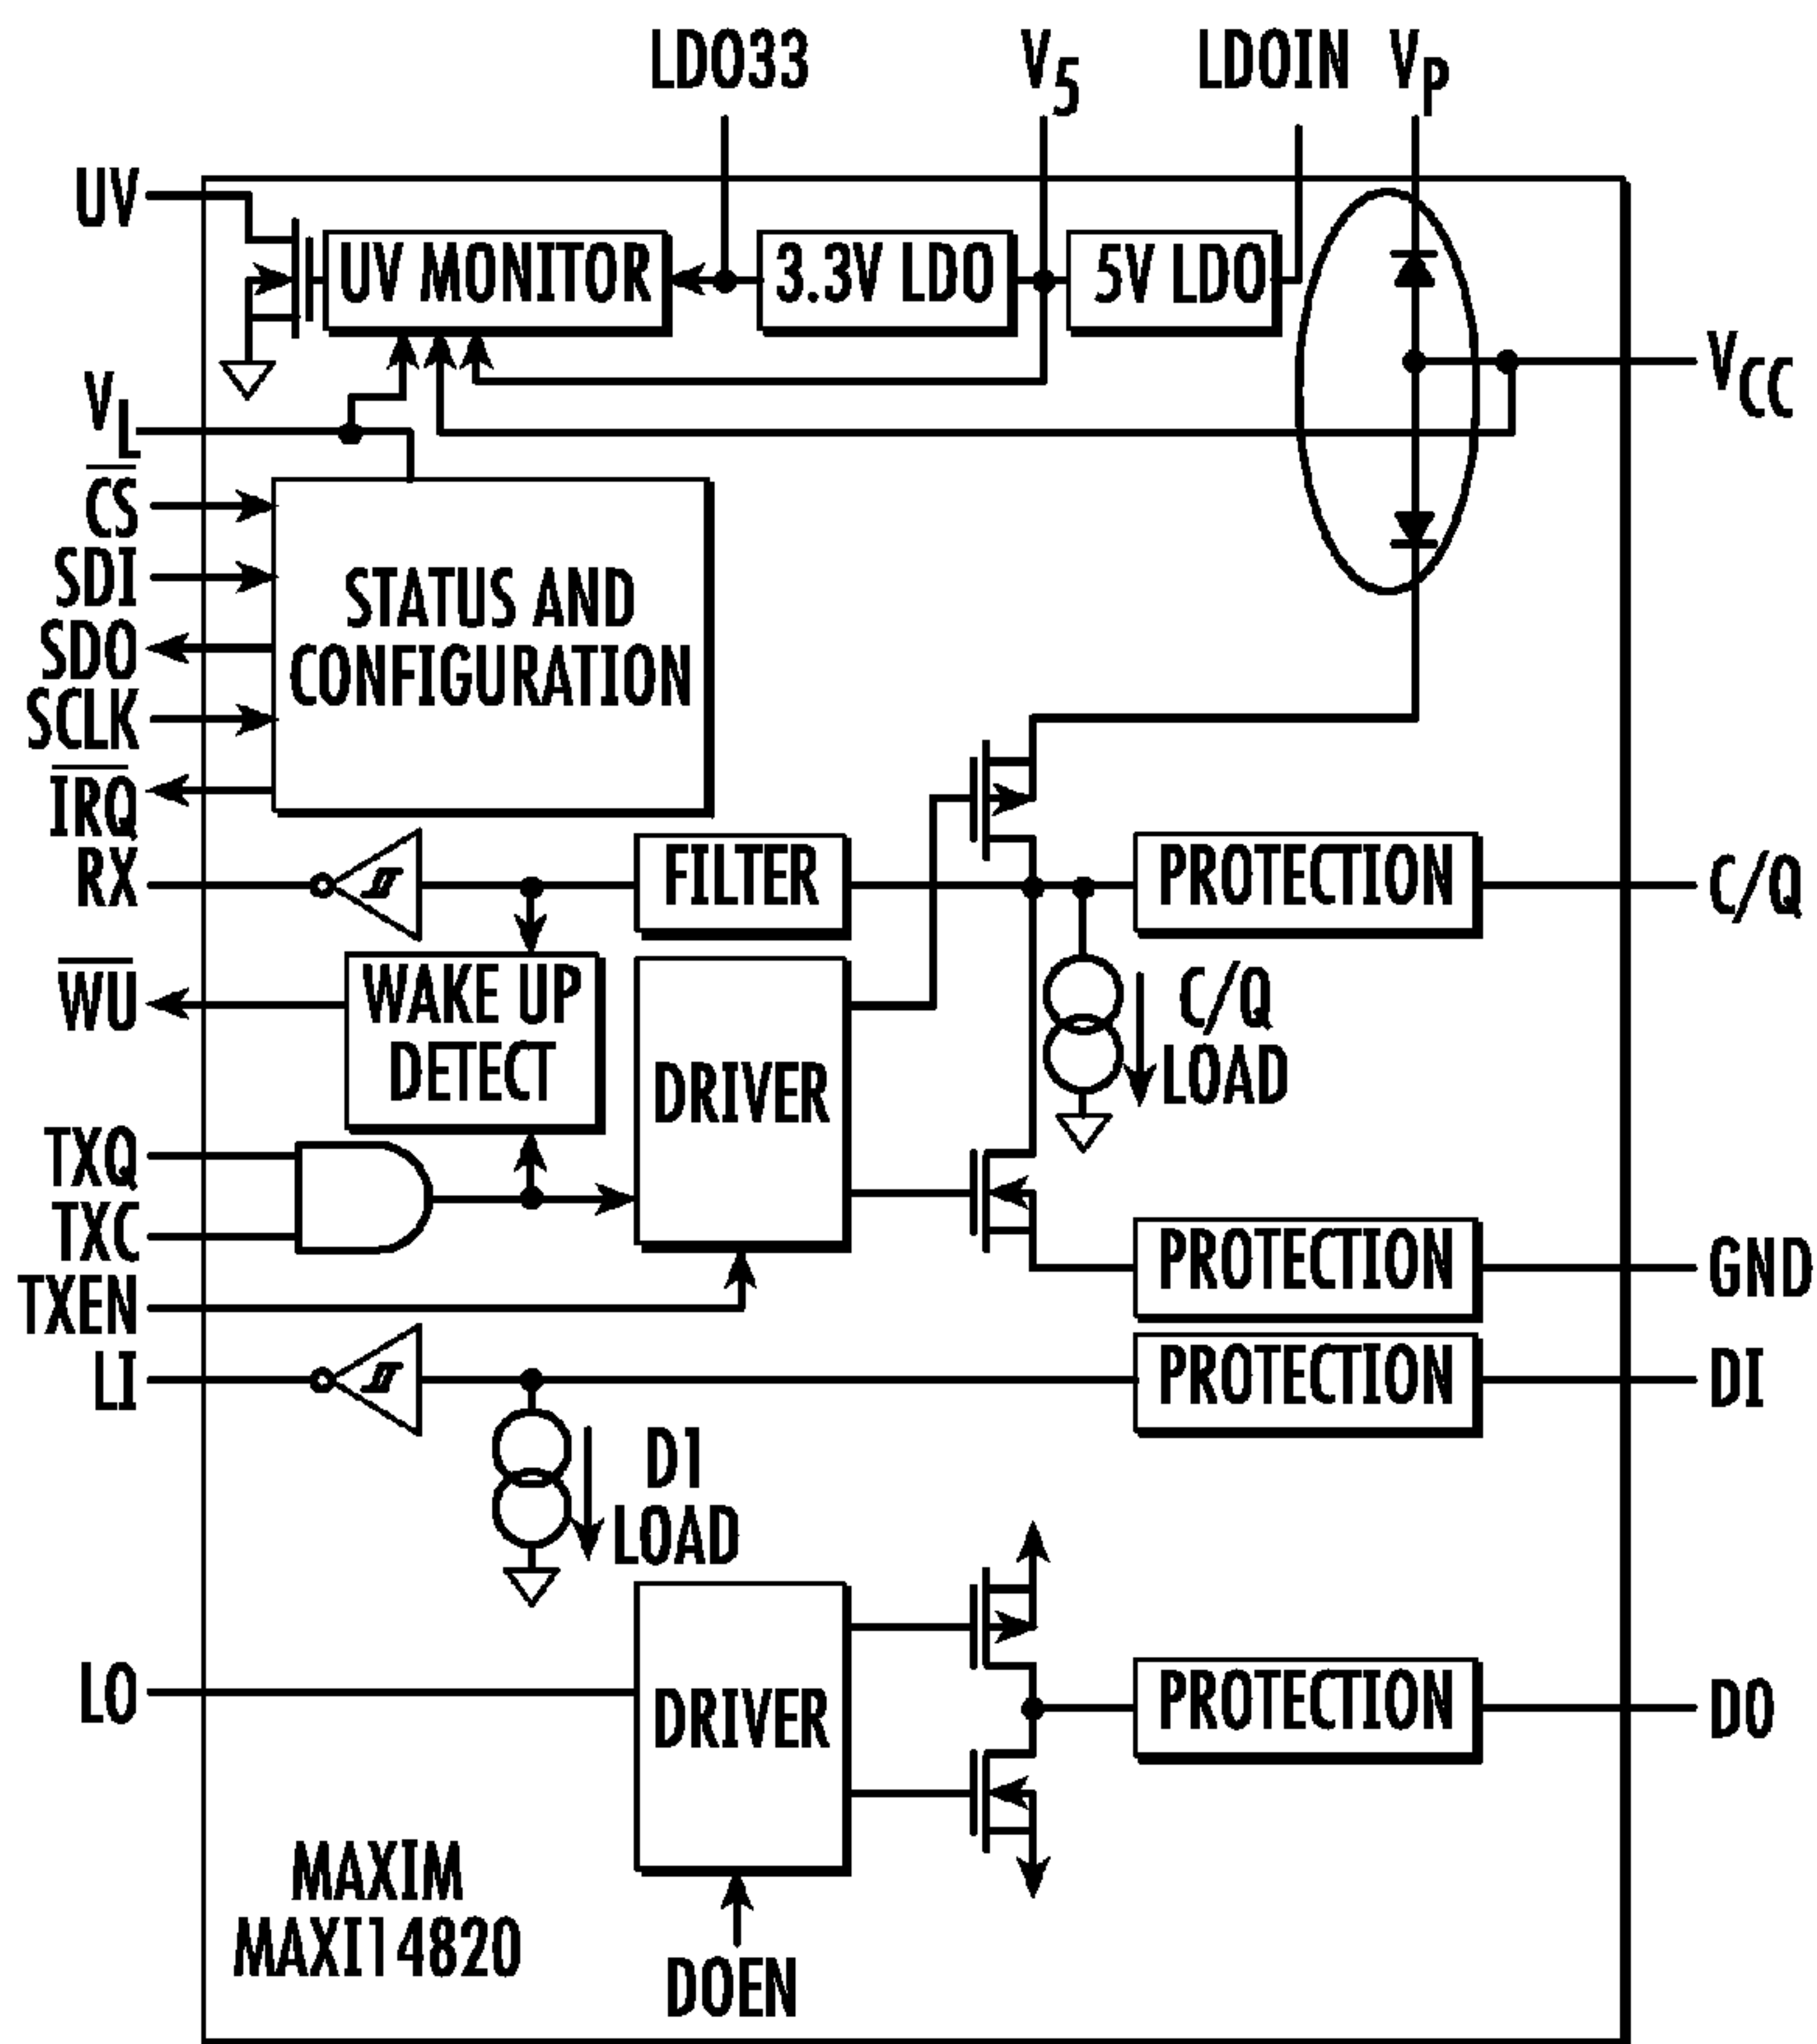 LDO33
V5
LDOIN
VP
UV
UV MONITOR
3.3V LDO
5V LDO
VCC
VL
CS
SDI
SDO
SCLK
IRQ
STATUS AND
CONFIGURATION
RX
FILTER
PROTECTION
C/Q
WU
WAKE UP
DETECT
DRIVER
C/Q
LOAD
TXQ
TXC
TXEN
PROTECTION
GND
LI
PROTECTION
DI
D1
LOAD
LO
DRIVER
PROTECTION
DO
MAXIM
MAXI14820
DOEN